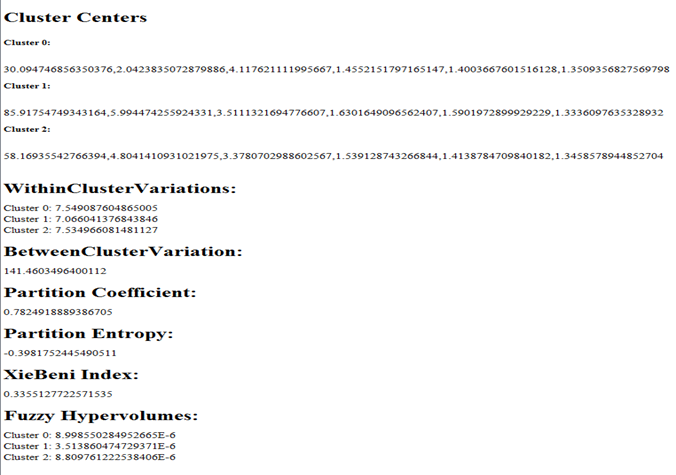 Cluster Centers
Cluster 0:
30.094746856350376,2.0423835072879886,4.117621111995667,1.4552151797165147,1.4003667601516128,1.3509356827569798
Cluster 1:
85.91754749343164,5.994474255924331,3.5111321694776607,1.6301649096562407,1.5901972899929229,1.3336097635328932
Cluster 2:
58.16935542766394,4.8041410931021975,3.3780702988602567,1.539128743266844,1.4138784709840182,1.3458578944852704
WithinClusterVariations:
Cluster 0: 7.549087604865005
Cluster 1: 7.066041376843846
Cluster 2: 7.534966081481127
BetweenClusterVariation:
141.4603496400112
Partition Coefficient:
0.7824918889386705
Partition Entropy:
-0.3981752445490511
XieBeni Index:
0.3355127722571535
Fuzzy Hypervolumes:
Cluster 0: 8.998550284952665E-6
Cluster 1: 3.513860474729371E-6
Cluster 2: 8.809761222538406E-6